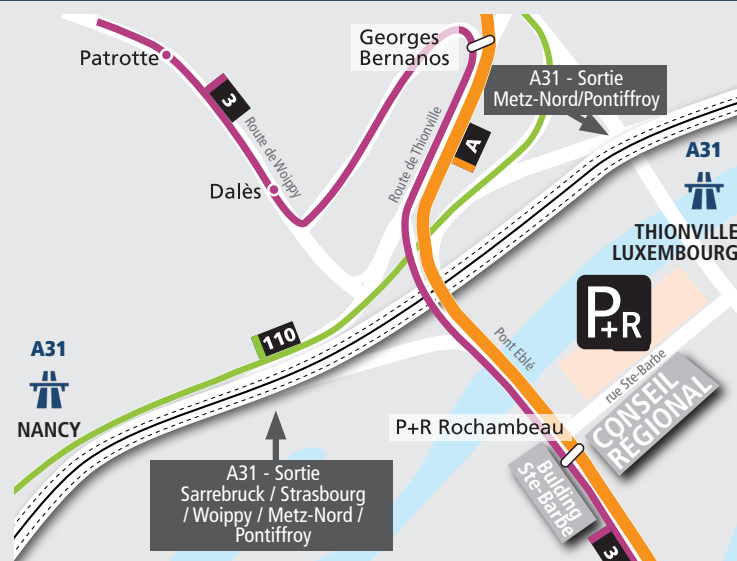 Georges
Bernanos
Patrotte
A31 - Sortie
Metz-Nord/Pontiffroy
3
Route de Woippy
Route de Thionville
A
A31
Dalès
THIONVILLE
LUXEMBOURG
P+R
110
Pont Eblé
A31
NANCY
rue Ste-Barbe
CONSEIL
RÉGIONAL
P+R Rochambeau
A31 - Sortie
Sarrebruck / Strasbourg
/ Woippy / Metz-Nord /
Pontiffroy
Bulding
Ste-Barbe
3